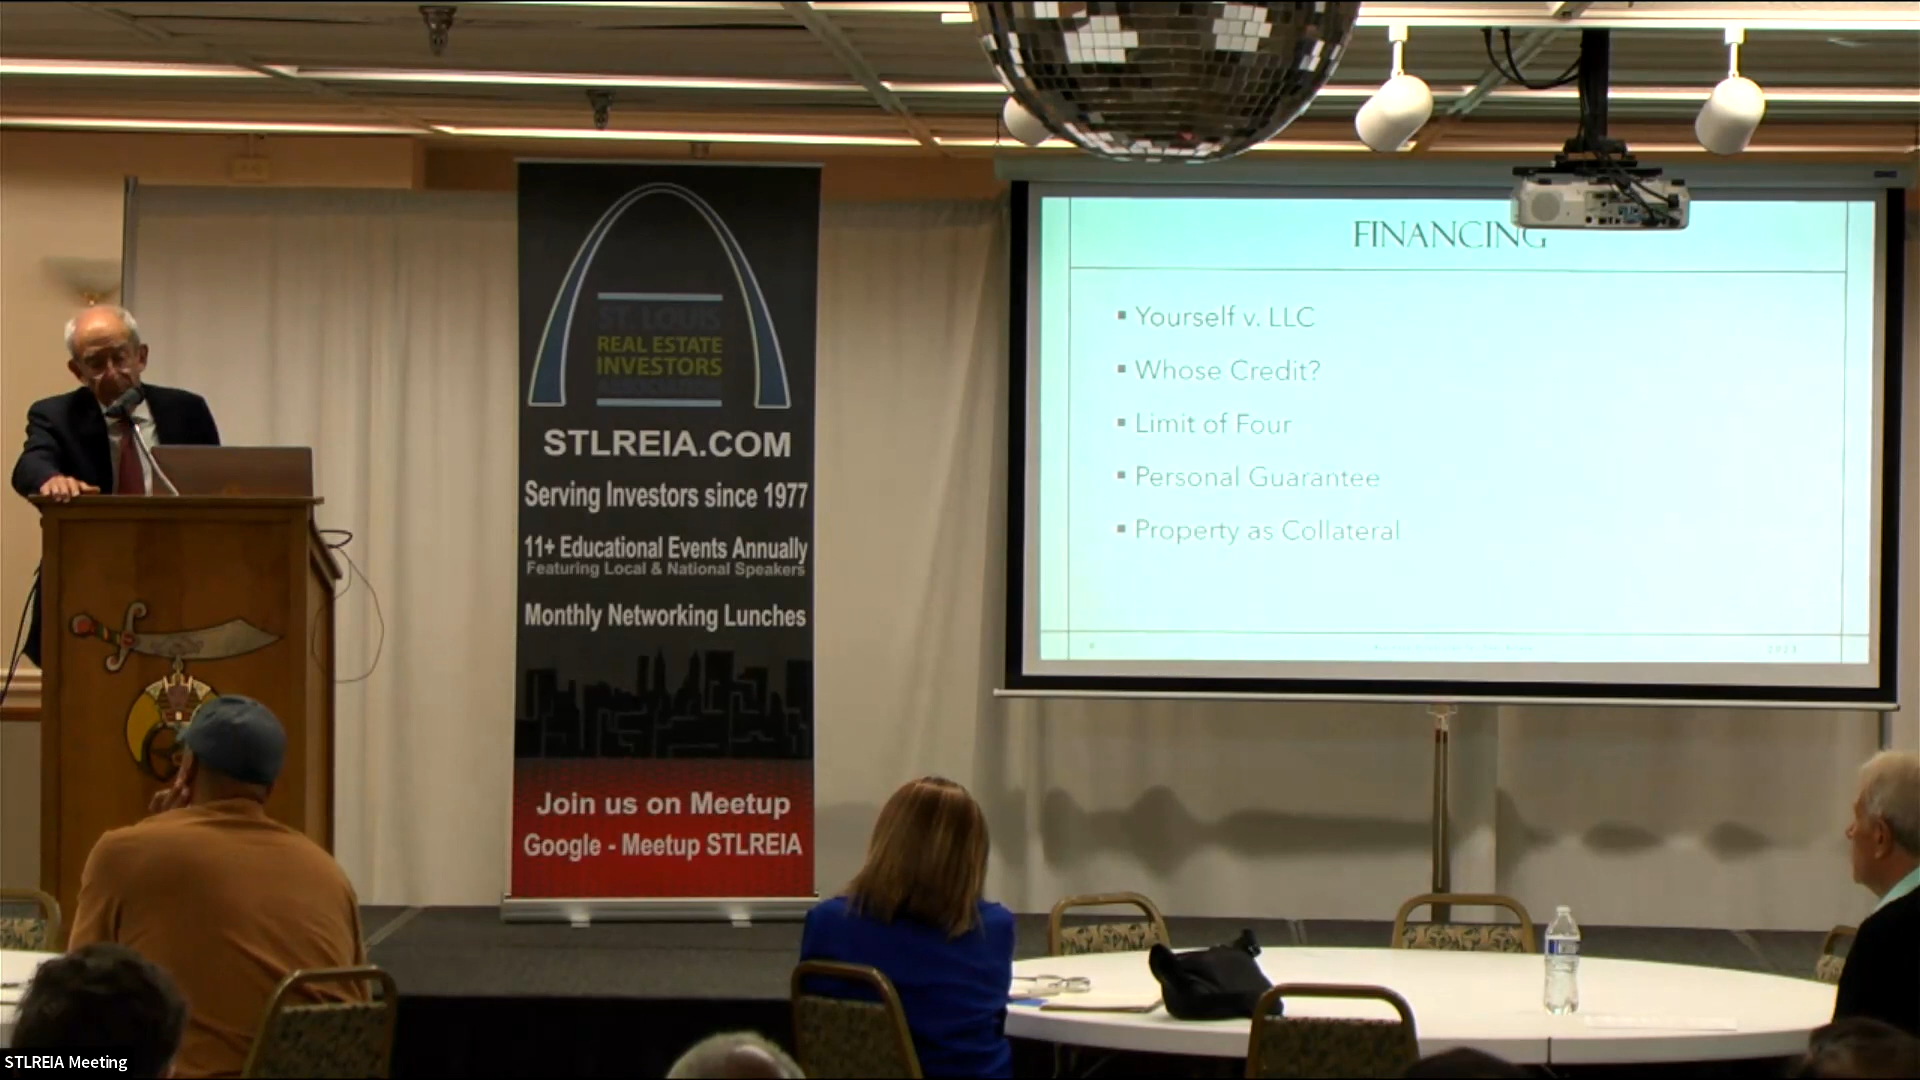 ST. LOUIS
REAL ESTATE
INVESTORS
STLREIA.COM
Serving Investors since 1977
11+ Educational Events Annually
Featuring Local & National Speakers
Monthly Networking Lunches
Join us on Meetup
Google - Meetup STLREIA
FINANCING
▪ Yourself v. LLC
▪ Whose Credit?
▪ Limit of Four
▪ Personal Guarantee
▪ Property as Collateral
2023
STLREIA Meeting